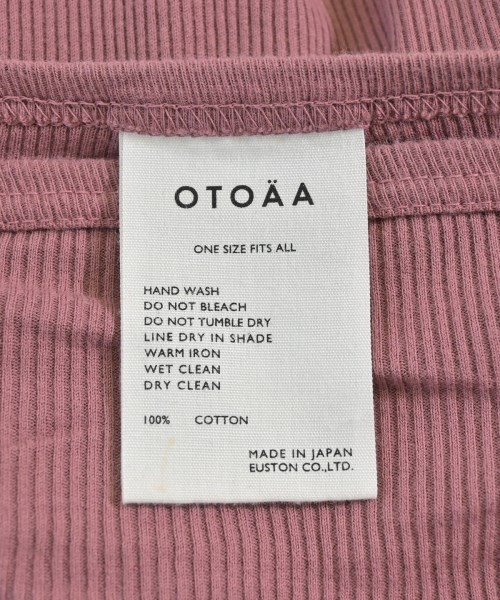 OTOÄA
ONE SIZE FITS ALL
HAND WASH
DO NOT BLEACH
DO NOT TUMBLE DRY
LINE DRY IN SHADE
WARM IRON
WET CLEAN
DRY CLEAN
100% COTTON
MADE IN JAPAN
EUSTON CO.,LTD.